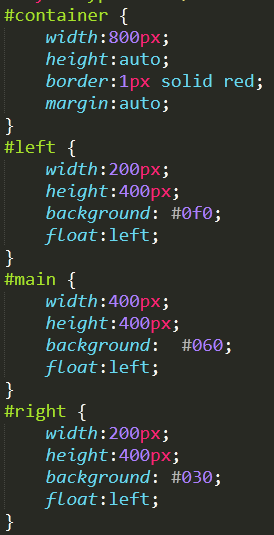 #container {
    width:800px;
    height:auto;
    border:1px solid red;
    margin:auto;
}
#left {
    width:200px;
    height:400px;
    background: #0f0;
    float:left;
}
#main {
    width:400px;
    height:400px;
    background:  #060;
    float:left;
}
#right {
    width:200px;
    height:400px;
    background: #030;
    float:left;
}